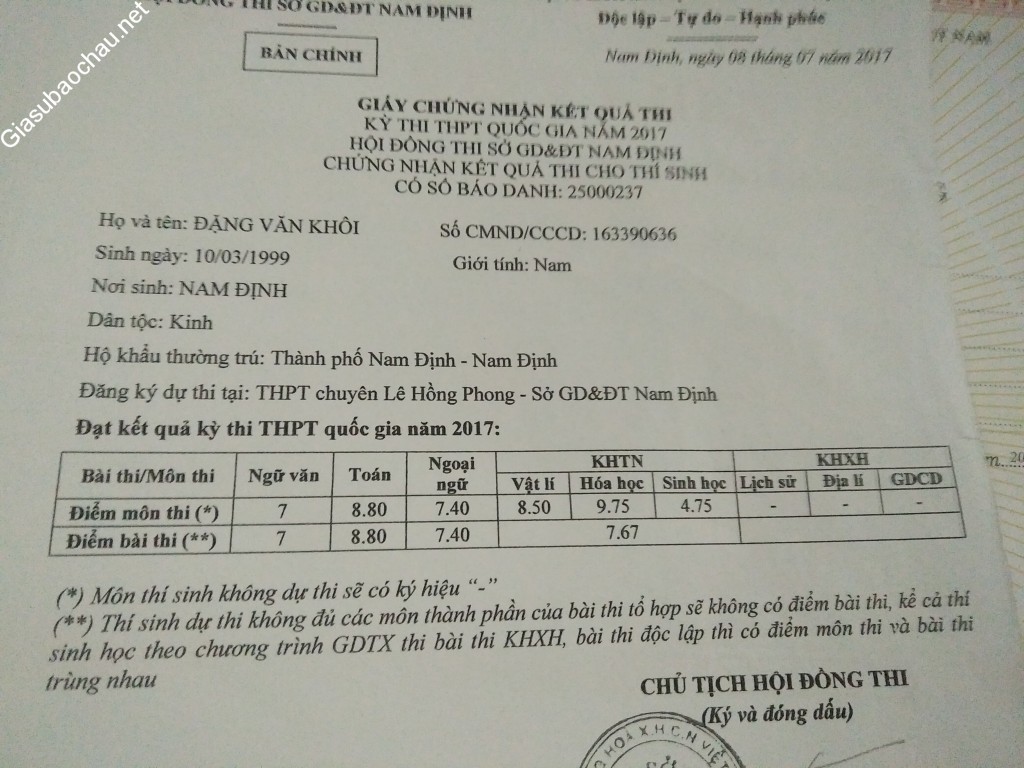 Giasubaochau.net
THI SỞ GD&ĐT NAM ĐỊNH
Độc lập – Tự do – Hạnh phúc
BẢN CHÍNH
Nam Định, ngày 08 tháng 07 năm 2017
GIẤY CHỨNG NHẬN KẾT QUẢ THI
KỲ THI THPT QUỐC GIA NĂM 2017
HỘI ĐỒNG THI SỞ GD&ĐT NAM ĐỊNH
CHỨNG NHẬN KẾT QUẢ THI CHO THÍ SINH
CÓ SỐ BÁO DANH: 25000237
Họ và tên: ĐẶNG VĂN KHÔI Số CMND/CCCD: 163390636
Sinh ngày: 10/03/1999 Giới tính: Nam
Nơi sinh: NAM ĐỊNH
Dân tộc: Kinh
Hộ khẩu thường trú: Thành phố Nam Định - Nam Định
Đăng ký dự thi tại: THPT chuyên Lê Hồng Phong - Sở GD&ĐT Nam Định
Đạt kết quả kỳ thi THPT quốc gia năm 2017:
Bài thi/Môn thi Ngữ văn Toán Ngoại ngữ KHTN KHXH
Vật lí Hóa học Sinh học Lịch sử Địa lí GDCD
Điểm môn thi (*) 7 8.80 7.40 8.50 9.75 4.75 - - -
Điểm bài thi (**) 7 8.80 7.40 7.67
(*) Môn thí sinh không dự thi sẽ có ký hiệu “-”
(**) Thí sinh dự thi không đủ các môn thành phần của bài thi tổ hợp sẽ không có điểm bài thi, kể cả thí
sinh học theo chương trình GDTX thi bài thi KHXH, bài thi độc lập thì có điểm môn thi và bài thi
trùng nhau
CHỦ TỊCH HỘI ĐỒNG THI
(Ký và đóng dấu)
HOÀ X.H.C.N VIỆT
SỞ